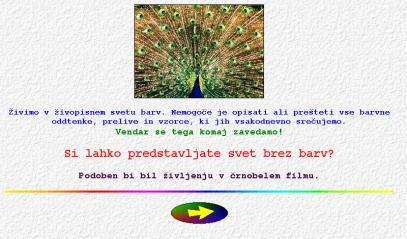 Živimo v živopisnem svetu barv. Nemogoče je opisati ali prešteti vse barvne
oddtenke, prelive in vzorce, ki jih vsakodnevno srečujemo.
Vendar se tega komaj zavedamo!
Si lahko predstavljate svet brez barv?
Podoben bi bil življenju v črnobelem filmu.